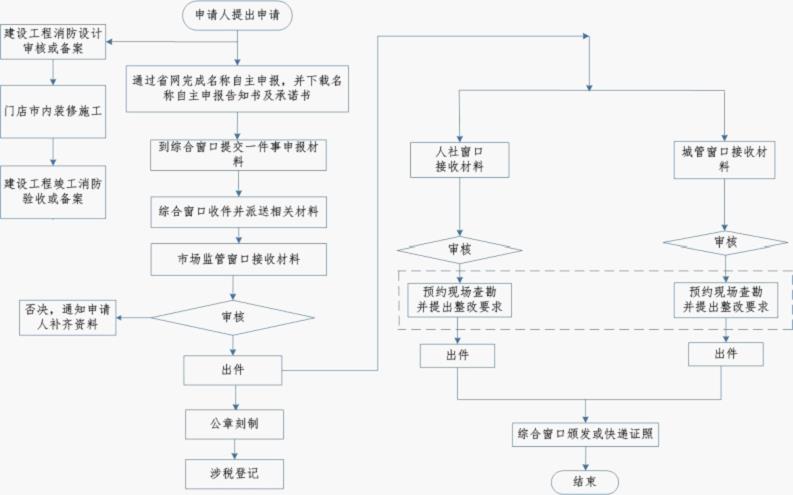 申请人提出申请
建设工程消防设计
审核或备案
门店市内装修施工
建设工程竣工消防
验收或备案
通过省网完成名称自主申报，并下载名
称自主申报告知书及承诺书
到综合窗口提交一件事申报材
料
综合窗口收件并派送相关材料
市场监管窗口接收材料
审核
否决，通知申请
人补齐资料
出件
公章刻制
涉税登记
人社窗口
接收材料
审核
预约现场查勘
并提出整改要求
出件
城管窗口接收材
料
审核
预约现场查勘
并提出整改要求
出件
综合窗口颁发或快递证照
结束